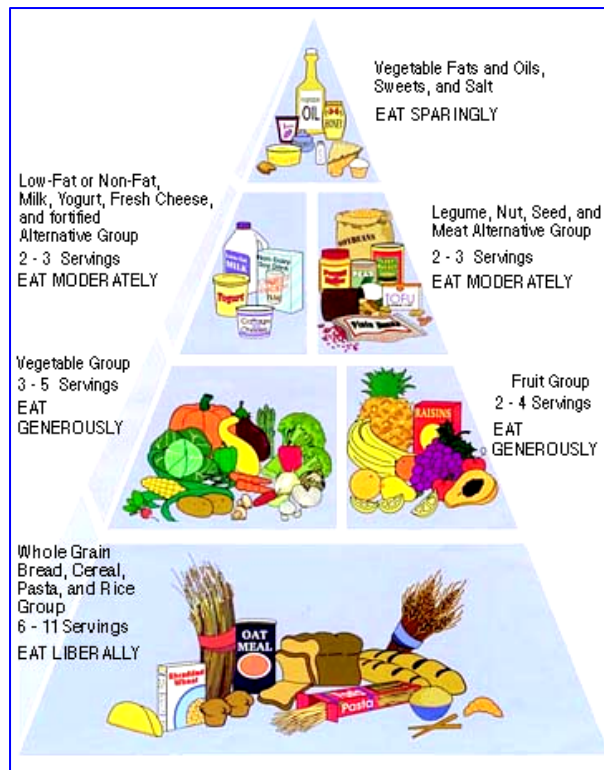 Vegetable Fats and Oils,
Sweets, and Salt
EAT SPARINGLY
OIL
HONEY
Low-Fat or Non-Fat,
Milk, Yogurt, Fresh Cheese,
and fortified
Alternative Group
2 - 3 Servings
EAT MODERATELY
MILK
Yogurt
Legume, Nut, Seed, and
Meat Alternative Group
2 - 3 Servings
EAT MODERATELY
SOYBEANS
TOFU
Vegetable Group
3 - 5 Servings
EAT
GENEROUSLY
Fruit Group
2 - 4 Servings
EAT
GENEROUSLY
RAISINS
Whole Grain
Bread, Cereal,
Pasta, and Rice
Group
6 - 11 Servings
EAT LIBERALLY
OAT
MEAL
Shredded
Wheat
Pasta